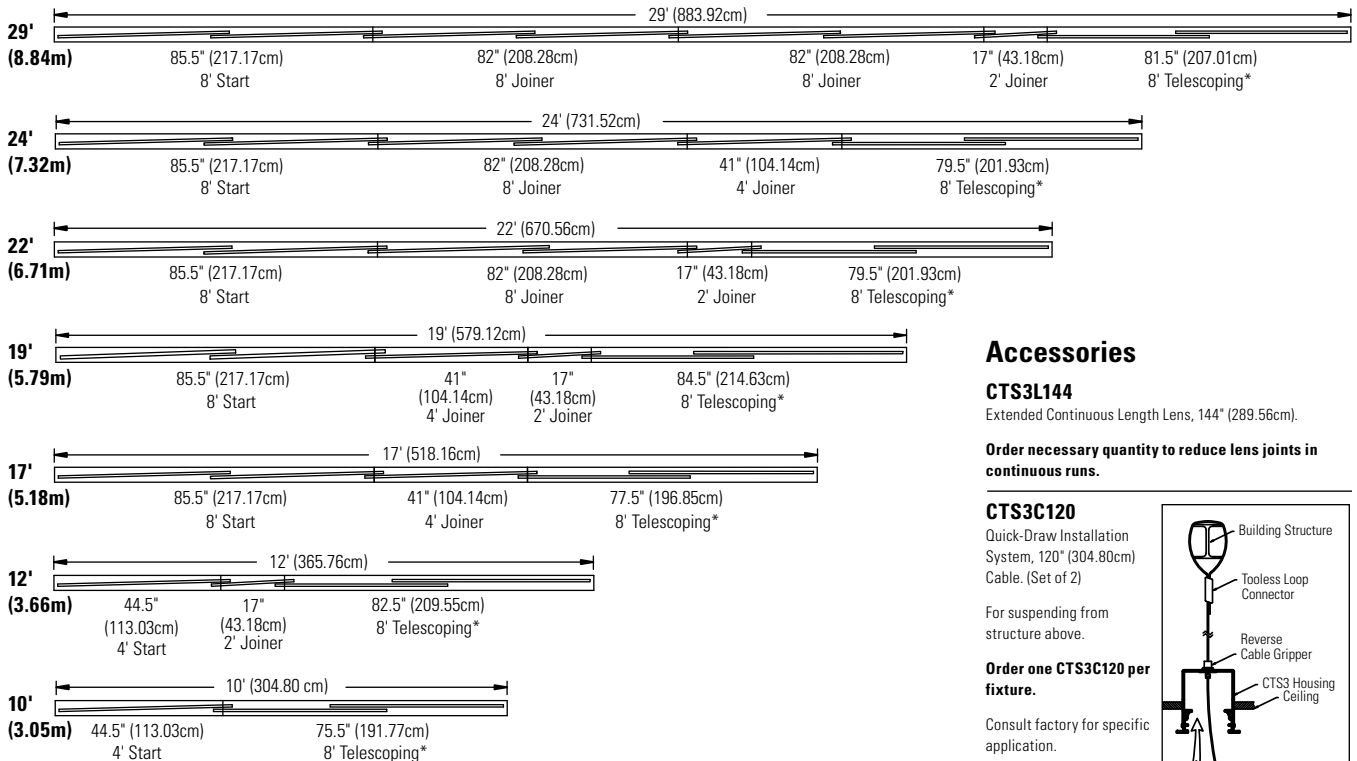 29' (883.92cm)
29'
(8.84m)
85.5" (217.17cm)
8' Start
82" (208.28cm)
8' Joiner
82" (208.28cm)
8' Joiner
17" (43.18cm)
2' Joiner
81.5" (207.01cm)
8' Telescoping*
24' (731.52cm)
24'
(7.32m)
85.5" (217.17cm)
8' Start
82" (208.28cm)
8' Joiner
41" (104.14cm)
4' Joiner
79.5" (201.93cm)
8' Telescoping*
22' (670.56cm)
22'
(6.71m)
85.5" (217.17cm)
8' Start
82" (208.28cm)
8' Joiner
17" (43.18cm)
2' Joiner
79.5" (201.93cm)
8' Telescoping*
19' (579.12cm)
19'
(5.79m)
85.5" (217.17cm)
8' Start
41"
(104.14cm)
4' Joiner
17"
(43.18cm)
2' Joiner
84.5" (214.63cm)
8' Telescoping*
17' (518.16cm)
17'
(5.18m)
85.5" (217.17cm)
8' Start
41" (104.14cm)
4' Joiner
77.5" (196.85cm)
8' Telescoping*
12' (365.76cm)
12'
(3.66m)
44.5"
(113.03cm)
4' Start
17"
(43.18cm)
2' Joiner
82.5" (209.55cm)
8' Telescoping*
10' (304.80 cm)
10'
(3.05m)
44.5" (113.03cm)
4' Start
75.5" (191.77cm)
8' Telescoping*
Accessories
CTS3L144
Extended Continuous Length Lens, 144" (289.56cm).
Order necessary quantity to reduce lens joints in
continuous runs.
CTS3C120
Quick-Draw Installation
System, 120" (304.80cm)
Cable. (Set of 2)
For suspending from
structure above.
Order one CTS3C120 per
fixture.
Consult factory for specific
application.
Building Structure
Tooless Loop
Connector
Reverse
Cable Gripper
CTS3 Housing
Ceiling